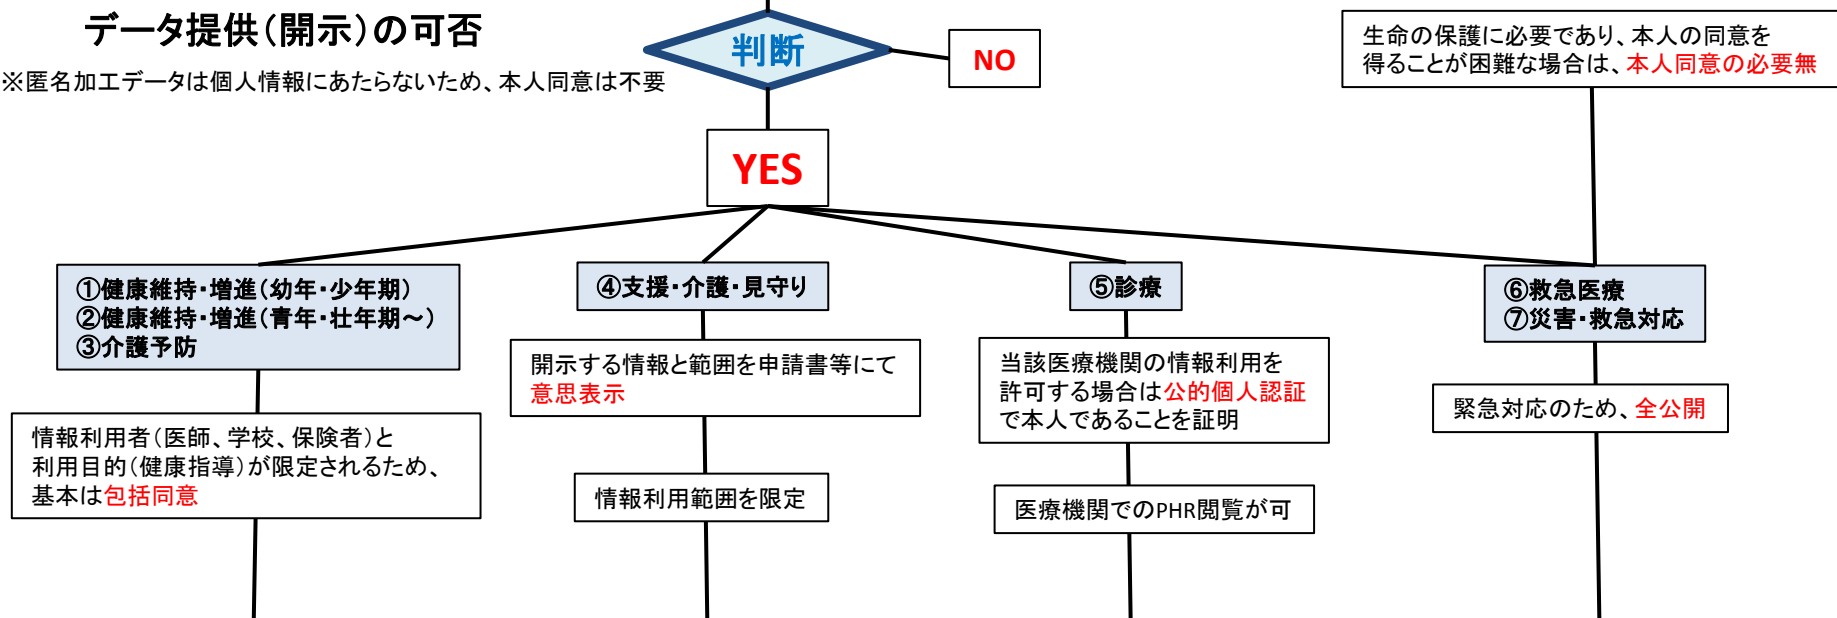 データ提供（開示）の可否
※匿名加工データは個人情報にあたらないため、本人同意は不要
判断
NO
生命の保護に必要であり、本人の同意を
得ることが困難な場合は、本人同意の必要無
YES
①健康維持・増進（幼年・少年期）
②健康維持・増進（青年・壮年期～）
③介護予防
④支援・介護・見守り
⑤診療
⑥救急医療
⑦災害・救急対応
情報利用者（医師、学校、保険者）と
利用目的（健康指導）が限定されるため、
基本は包括同意
開示する情報と範囲を申請書等にて
意思表示
情報利用範囲を限定
当該医療機関の情報利用を
許可する場合は公的個人認証
で本人であることを証明
医療機関でのPHR閲覧が可
緊急対応のため、全公開